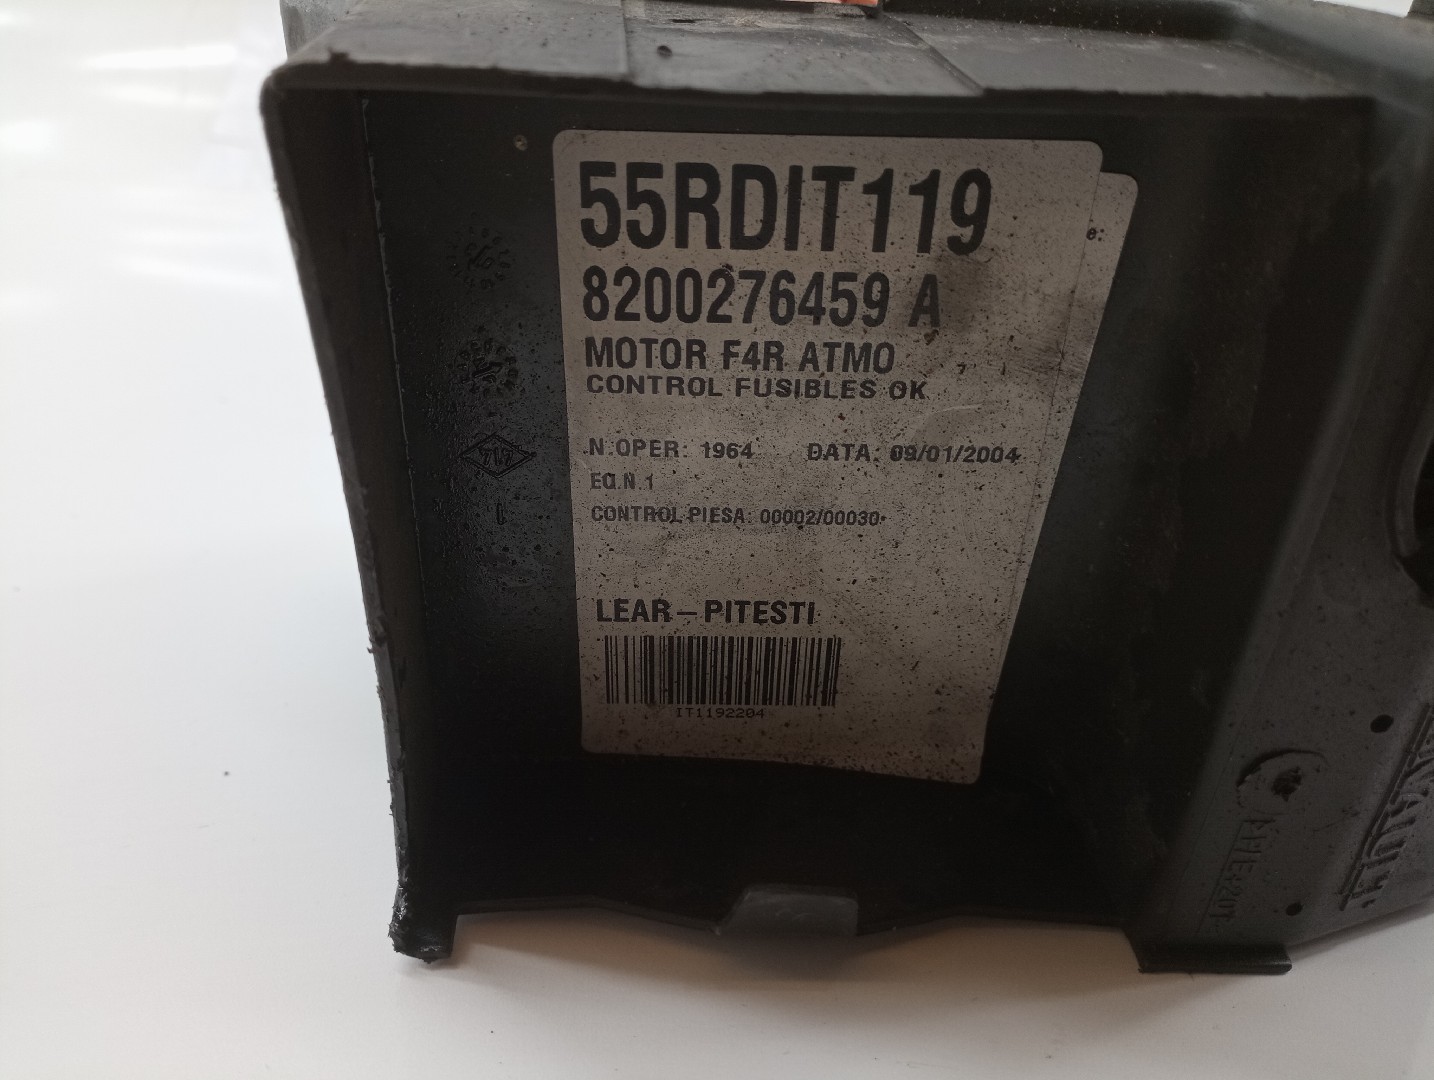 55RDIT119
e:
8200276459 A
MOTOR F4R ATMO
CONTROL FUSIBLES OK
N.OPER: 1964 DATA: 09/01/2004
EQ.N.1
CONTROL PIESA: 00002/00030
LEAR-PITESTI
IT1192204